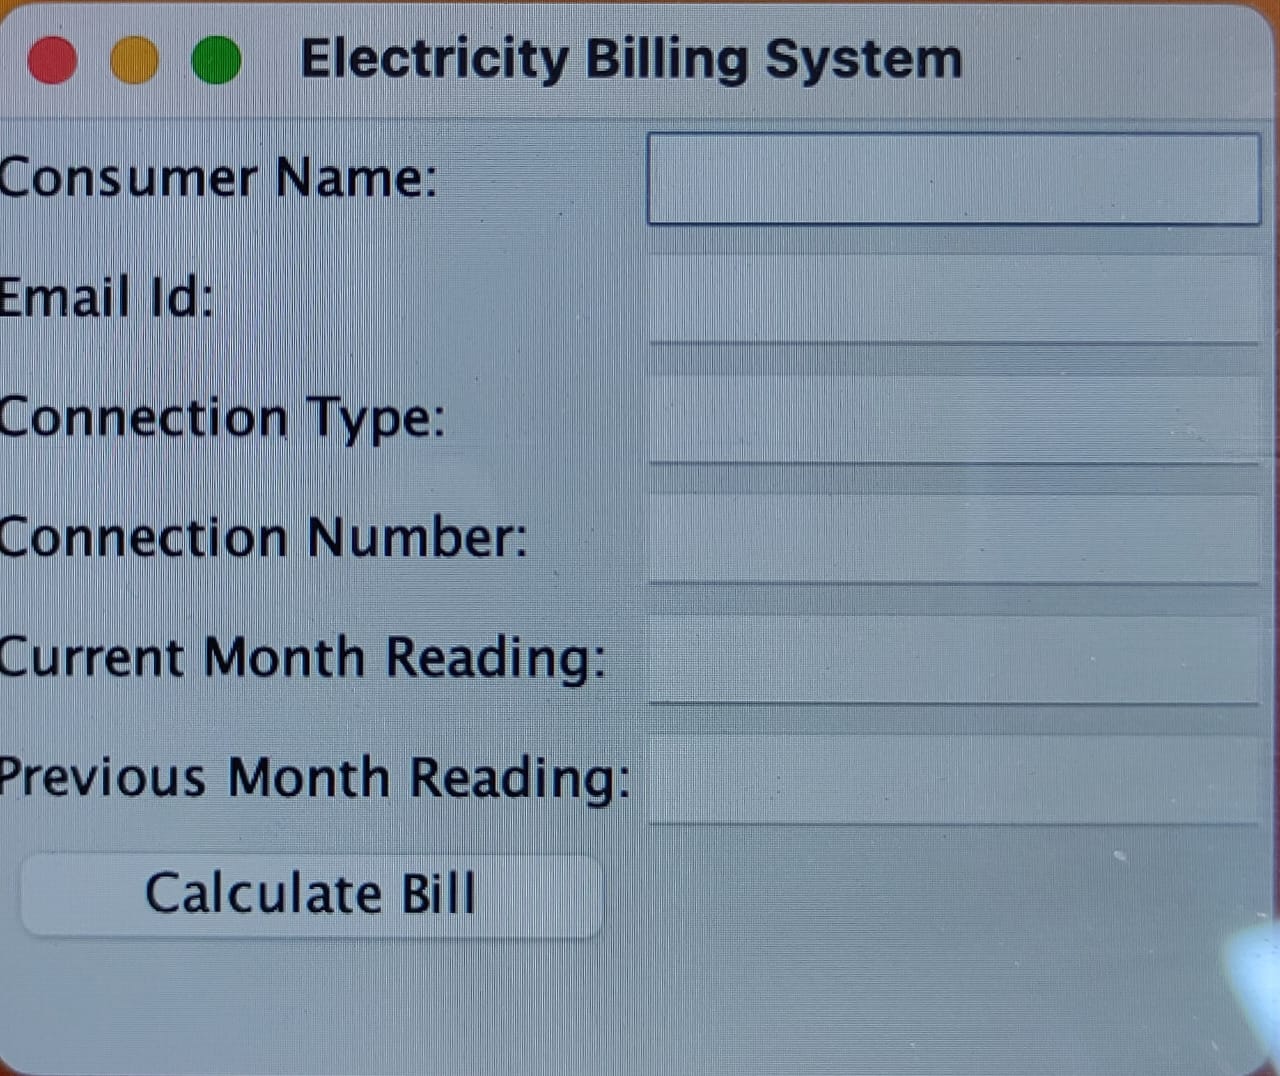 Electricity Billing System
Consumer Name:
Email Id:
Connection Type:
Connection Number:
Current Month Reading:
Previous Month Reading:
Calculate Bill